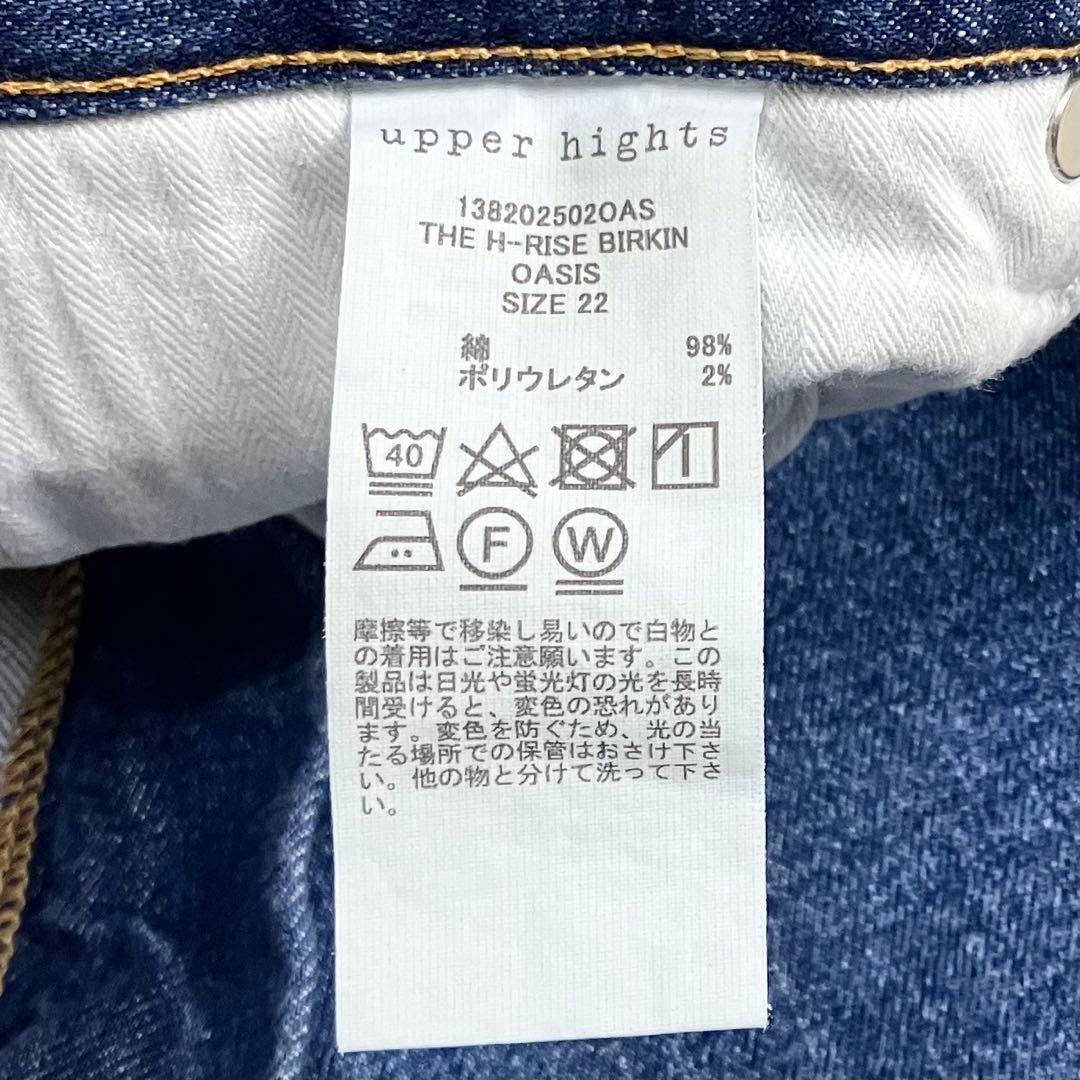 upper hights
1382025020AS
THE H--RISE BIRKIN
OASIS
SIZE 22
綿 98%
ポリウレタン 2%
40
F W
摩擦等で移染し易いので白物と
の着用はご注意願います。この
製品は日光や蛍光灯の光を長時
間受けると、変色の恐れがあり
ます。変色を防ぐため、光の当
たる場所での保管はおさけ下さ
い。他の物と分けて洗って下さ
い。